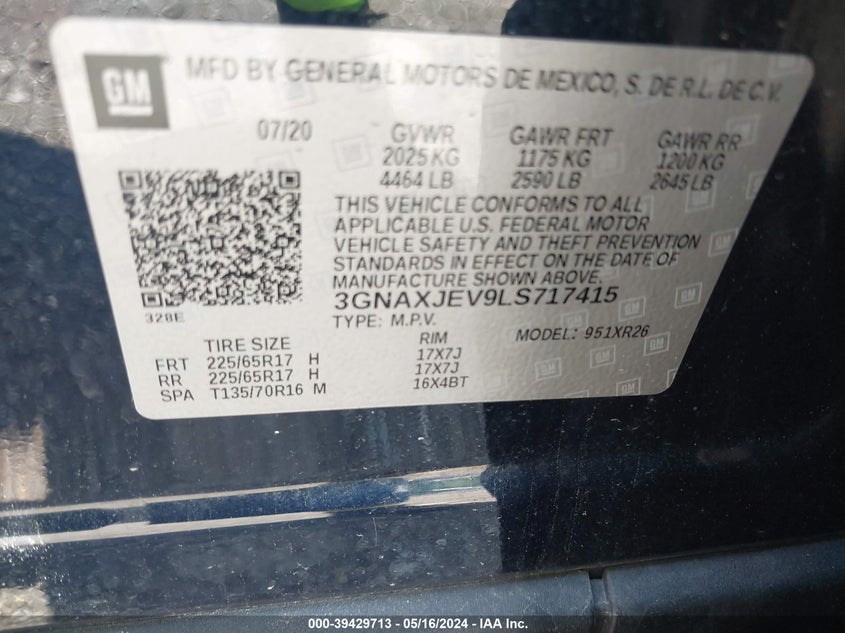 GM
MFD BY GENERAL MOTORS DE MEXICO, S. DE R.L. DE C.V.
07/20 GVWR GAWR FRT GAWR RR
2025 KG 1175 KG 1200 KG
4464 LB 2590 LB 2645 LB
THIS VEHICLE CONFORMS TO ALL
APPLICABLE U.S. FEDERAL MOTOR
VEHICLE SAFETY AND THEFT PREVENTION
STANDARDS IN EFFECT ON THE DATE OF
MANUFACTURE SHOWN ABOVE.
328E
3GNAXJEV9LS717415
TYPE: M.P.V. MODEL: 951XR26
TIRE SIZE RIM
FRT 225/65R17 H 17X7J
RR 225/65R17 H 17X7J
SPA T135/70R16 M 16X4BT
000-39429713 - 05/16/2024 - IAA Inc.